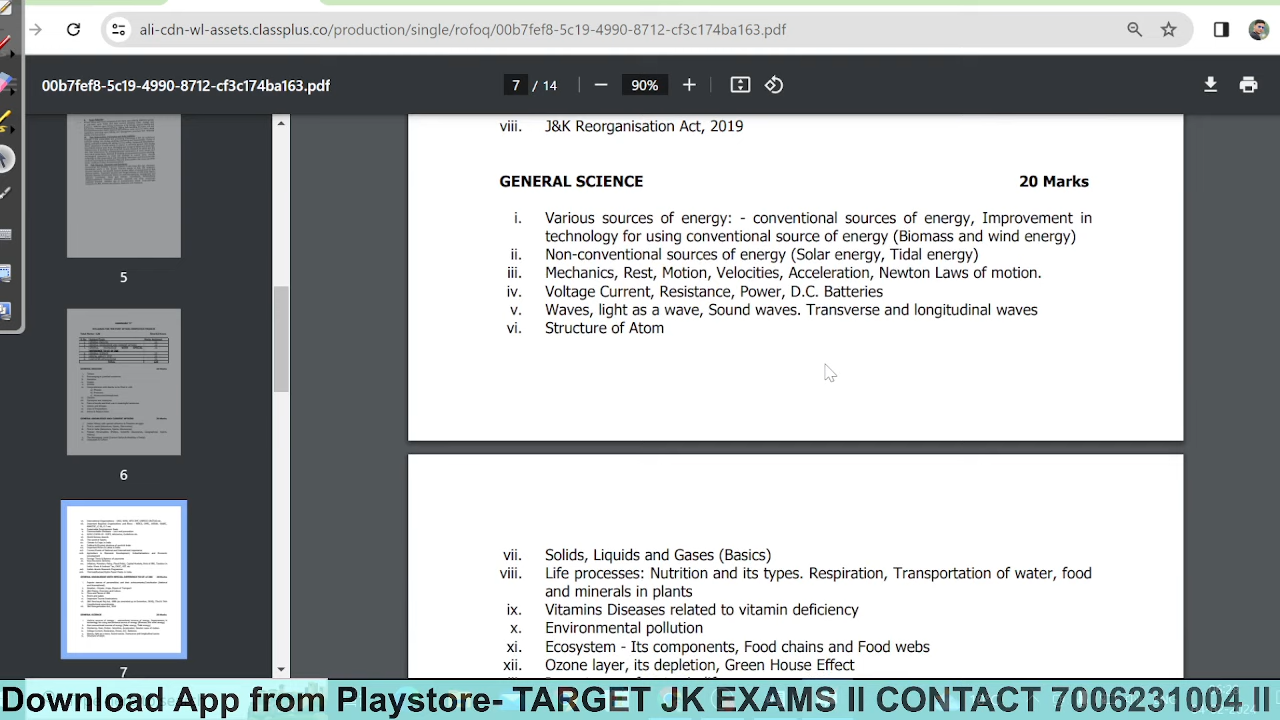 ali-cdn-wl-assets.classplus.co/production/single/rofoq/00b7fef8-5c19-4990-8712-cf3c174ba163.pdf
00b7fef8-5c19-4990-8712-cf3c174ba163.pdf
7 / 14
90%
viii. J&K Reorganisation Act, 2019
GENERAL SCIENCE 20 Marks
i. Various sources of energy: - conventional sources of energy, Improvement in
technology for using conventional source of energy (Biomass and wind energy)
ii. Non-conventional sources of energy (Solar energy, Tidal energy)
iii. Mechanics, Rest, Motion, Velocities, Acceleration, Newton Laws of motion.
iv. Voltage Current, Resistance, Power, D.C. Batteries
v. Waves, light as a wave, Sound waves. Transverse and longitudinal waves
vi. Structure of Atom
Solids, Liquids and Gases (Basics)
Life processes: Nutrition and its types, Respiration, Transportation of water, food
and minerals in plants
ix. Vitamins Diseases related to vitamin deficiency
x. Environmental pollution
xi. Ecosystem - Its components, Food chains and Food webs
xii. Ozone layer, its depletion, Green House Effect
5
6
7
Download App from Playstore- TARGET JK EXAMS II CONTACT 7006231004 II